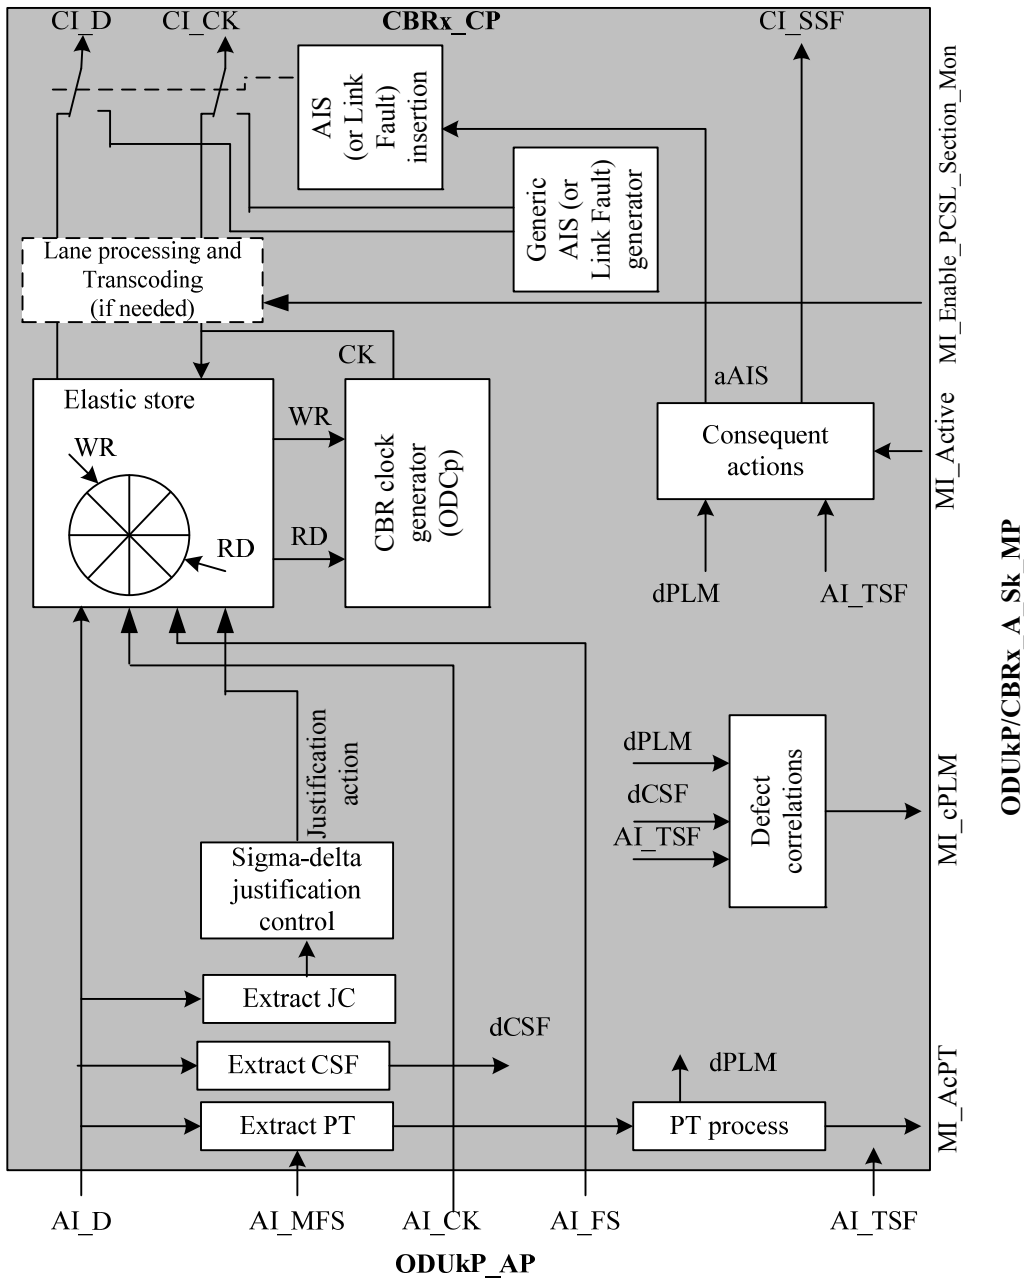 CI_D
CI_CK
CBRx_CP
CI_SSF
AIS
(or Link
Fault)
insertion
Generic
AIS (or
Link Fault)
generator
MI_Enable_PCSL_Section_Mon
Lane processing and
Transcoding
(if needed)
CK
aAIS
Elastic store
WR
WR
RD
RD
CBR clock
generator
(ODCp)
Consequent
actions
MI_Active
dPLM
AI_TSF
ODUkP/CBRx_A_Sk_MP
Justification
action
dPLM
dCSF
AI_TSF
Defect
correlations
MI_cPLM
Sigma-delta
justification
control
Extract JC
dCSF
Extract CSF
dPLM
Extract PT
PT process
MI_AcPT
AI_D
AI_MFS
AI_CK
AI_FS
AI_TSF
ODUkP_AP